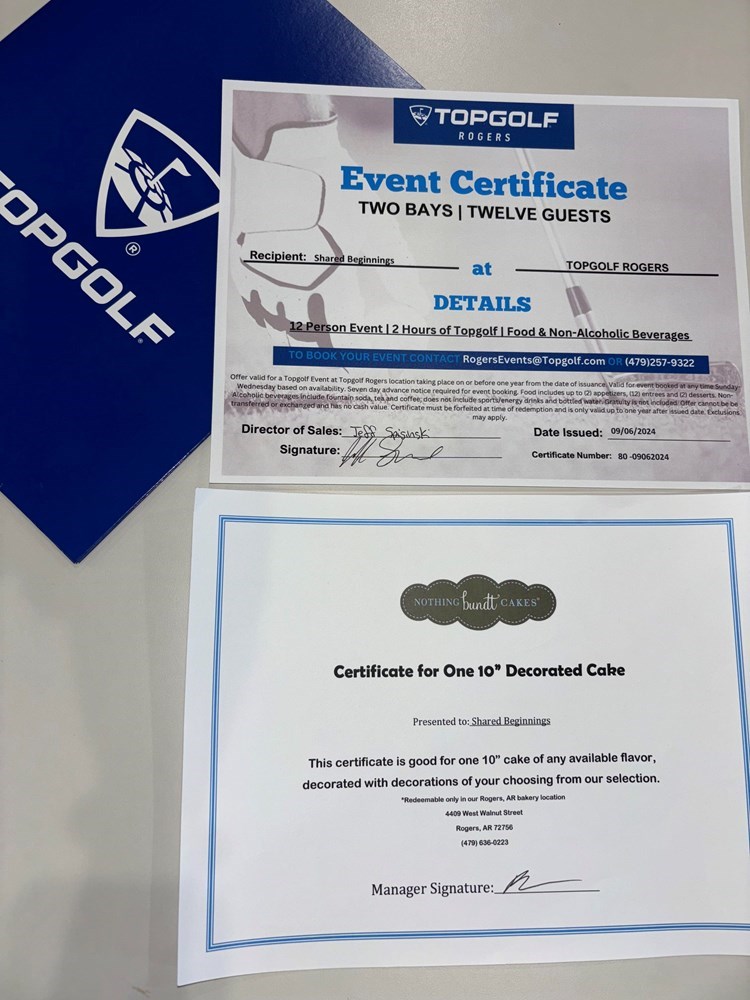 TOPGOLF
®
TOPGOLF
ROGERS
Event Certificate
TWO BAYS | TWELVE GUESTS
Recipient: Shared Beginnings at TOPGOLF ROGERS
DETAILS
12 Person Event | 2 Hours of Topgolf | Food & Non-Alcoholic Beverages
TO BOOK YOUR EVENT CONTACT RogersEvents@Topgolf.com OR (479)257-9322
Offer valid for a Topgolf Event at Topgolf Rogers location taking place on or before one year from the date of issuance. Valid for event booked at any time Sunday-
Wednesday based on availability. Seven day advance notice required for event booking. Food includes up to (2) appetizers, (12) entrees and (2) desserts. Non-
Alcoholic beverages include fountain soda, tea and coffee; does not include sports/energy drinks and bottled water. Gratuity is not included. Offer cannot be be
transferred or exchanged and has no cash value. Certificate must be forfeited at time of redemption and is only valid up to one year after issued date. Exclusions
may apply.
Director of Sales: Jeff
Date Issued: 09/06/2024
Signature:
Certificate Number: 80 -09062024
NOTHING bundt CAKES®
Certificate for One 10” Decorated Cake
Presented to: Shared Beginnings
This certificate is good for one 10” cake of any available flavor,
decorated with decorations of your choosing from our selection.
*Redeemable only in our Rogers, AR bakery location
4409 West Walnut Street
Rogers, AR 72756
(479) 636-0223
Manager Signature: